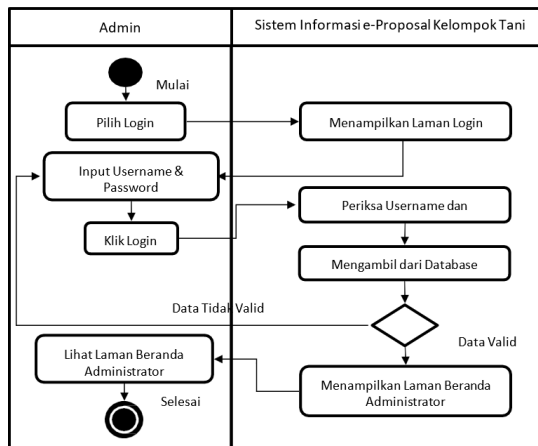 Admin
Sistem Informasi e-Proposal Kelompok Tani
Mulai
Pilih Login
Menampilkan Laman Login
Input Username &
Password
Periksa Username dan
Klik Login
Mengambil dari Database
Data Tidak Valid
Data Valid
Lihat Laman Beranda
Administrator
Menampilkan Laman Beranda
Administrator
Selesai